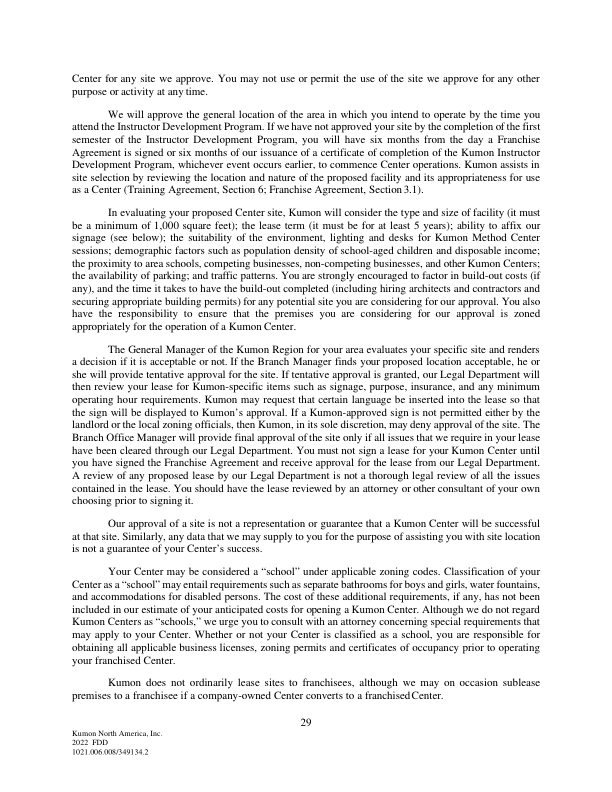 Center for any site we approve. You may not use or permit the use of the site we approve for any other
purpose or activity at any time.
We will approve the general location of the area in which you intend to operate by the time you
attend the Instructor Development Program. If we have not approved your site by the completion of the first
semester of the Instructor Development Program, you will have six months from the day a Franchise
Agreement is signed or six months of our issuance of a certificate of completion of the Kumon Instructor
Development Program, whichever event occurs earlier, to commence Center operations. Kumon assists in
site selection by reviewing the location and nature of the proposed facility and its appropriateness for use
as a Center (Training Agreement, Section 6; Franchise Agreement, Section 3.1).
In evaluating your proposed Center site, Kumon will consider the type and size of facility (it must
be a minimum of 1,000 square feet); the lease term (it must be for at least 5 years); ability to affix our
signage (see below); the suitability of the environment, lighting and desks for Kumon Method Center
sessions; demographic factors such as population density of school-aged children and disposable income;
the proximity to area schools, competing businesses, non-competing businesses, and other Kumon Centers;
the availability of parking; and traffic patterns. You are strongly encouraged to factor in build-out costs (if
any), and the time it takes to have the build-out completed (including hiring architects and contractors and
securing appropriate building permits) for any potential site you are considering for our approval. You also
have the responsibility to ensure that the premises you are considering for our approval is zoned
appropriately for the operation of a Kumon Center.
The General Manager of the Kumon Region for your area evaluates your specific site and renders
a decision if it is acceptable or not. If the Branch Manager finds your proposed location acceptable, he or
she will provide tentative approval for the site. If tentative approval is granted, our Legal Department will
then review your lease for Kumon-specific items such as signage, purpose, insurance, and any minimum
operating hour requirements. Kumon may request that certain language be inserted into the lease so that
the sign will be displayed to Kumon’s approval. If a Kumon-approved sign is not permitted either by the
landlord or the local zoning officials, then Kumon, in its sole discretion, may deny approval of the site. The
Branch Office Manager will provide final approval of the site only if all issues that we require in your lease
have been cleared through our Legal Department. You must not sign a lease for your Kumon Center until
you have signed the Franchise Agreement and receive approval for the lease from our Legal Department.
A review of any proposed lease by our Legal Department is not a thorough legal review of all the issues
contained in the lease. You should have the lease reviewed by an attorney or other consultant of your own
choosing prior to signing it.
Our approval of a site is not a representation or guarantee that a Kumon Center will be successful
at that site. Similarly, any data that we may supply to you for the purpose of assisting you with site location
is not a guarantee of your Center’s success.
Your Center may be considered a “school” under applicable zoning codes. Classification of your
Center as a “school” may entail requirements such as separate bathrooms for boys and girls, water fountains,
and accommodations for disabled persons. The cost of these additional requirements, if any, has not been
included in our estimate of your anticipated costs for opening a Kumon Center. Although we do not regard
Kumon Centers as “schools,” we urge you to consult with an attorney concerning special requirements that
may apply to your Center. Whether or not your Center is classified as a school, you are responsible for
obtaining all applicable business licenses, zoning permits and certificates of occupancy prior to operating
your franchised Center.
Kumon does not ordinarily lease sites to franchisees, although we may on occasion sublease
premises to a franchisee if a company-owned Center converts to a franchised Center.
29
Kumon North America, Inc.
2022 FDD
1021.006.008/349134.2